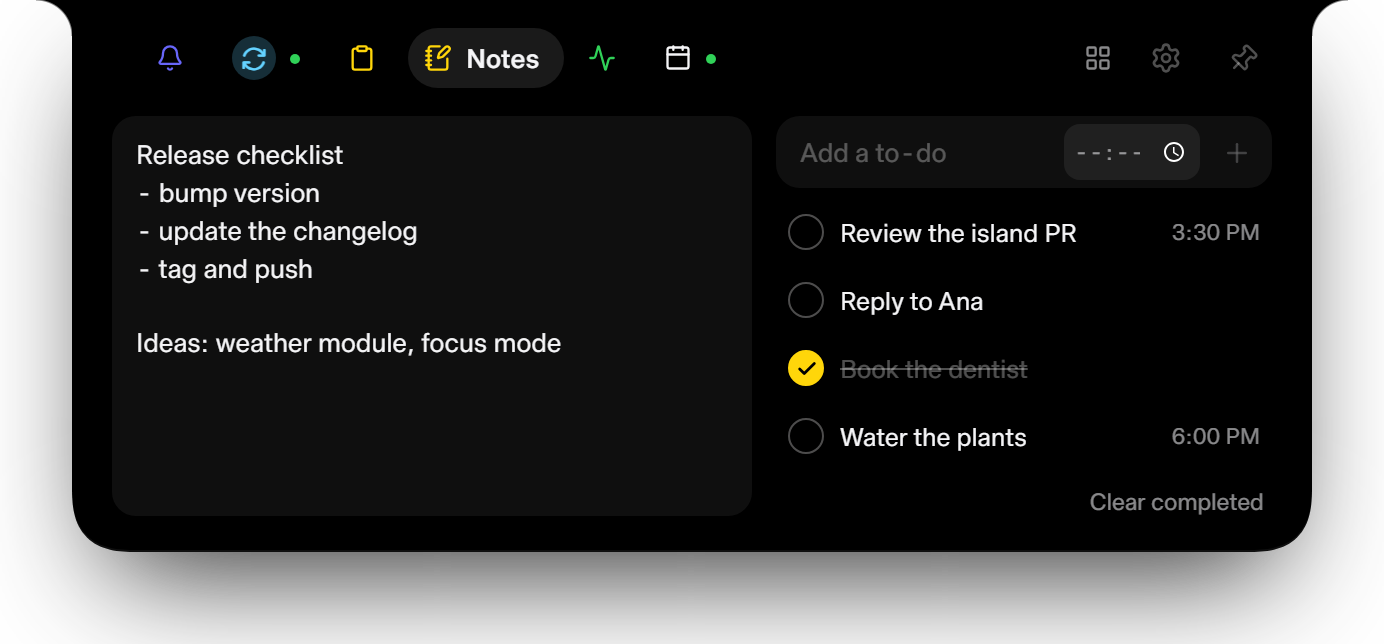 Notes
Release checklist
- bump version
- update the changelog
- tag and push
Ideas: weather module, focus mode
Add a to-do
--:--
Review the island PR
3:30 PM
Reply to Ana
Book the dentist
Water the plants
6:00 PM
Clear completed